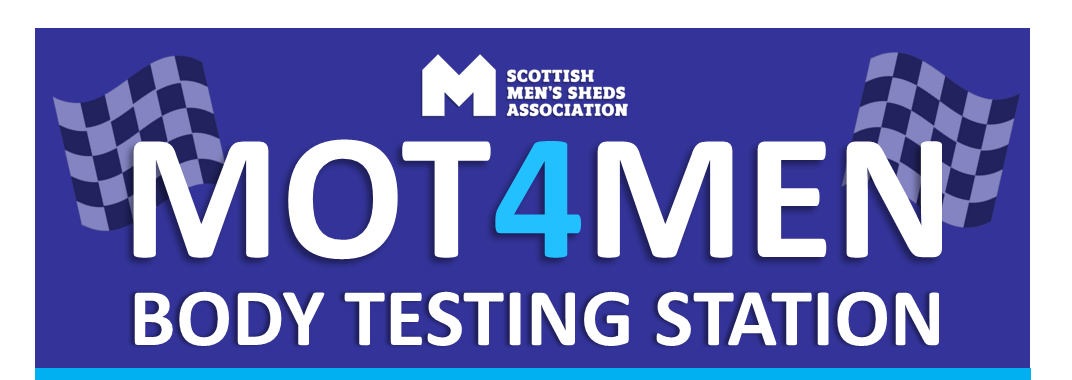 SCOTTISH
MEN'S SHEDS
ASSOCIATION
MOT4MEN
BODY TESTING STATION